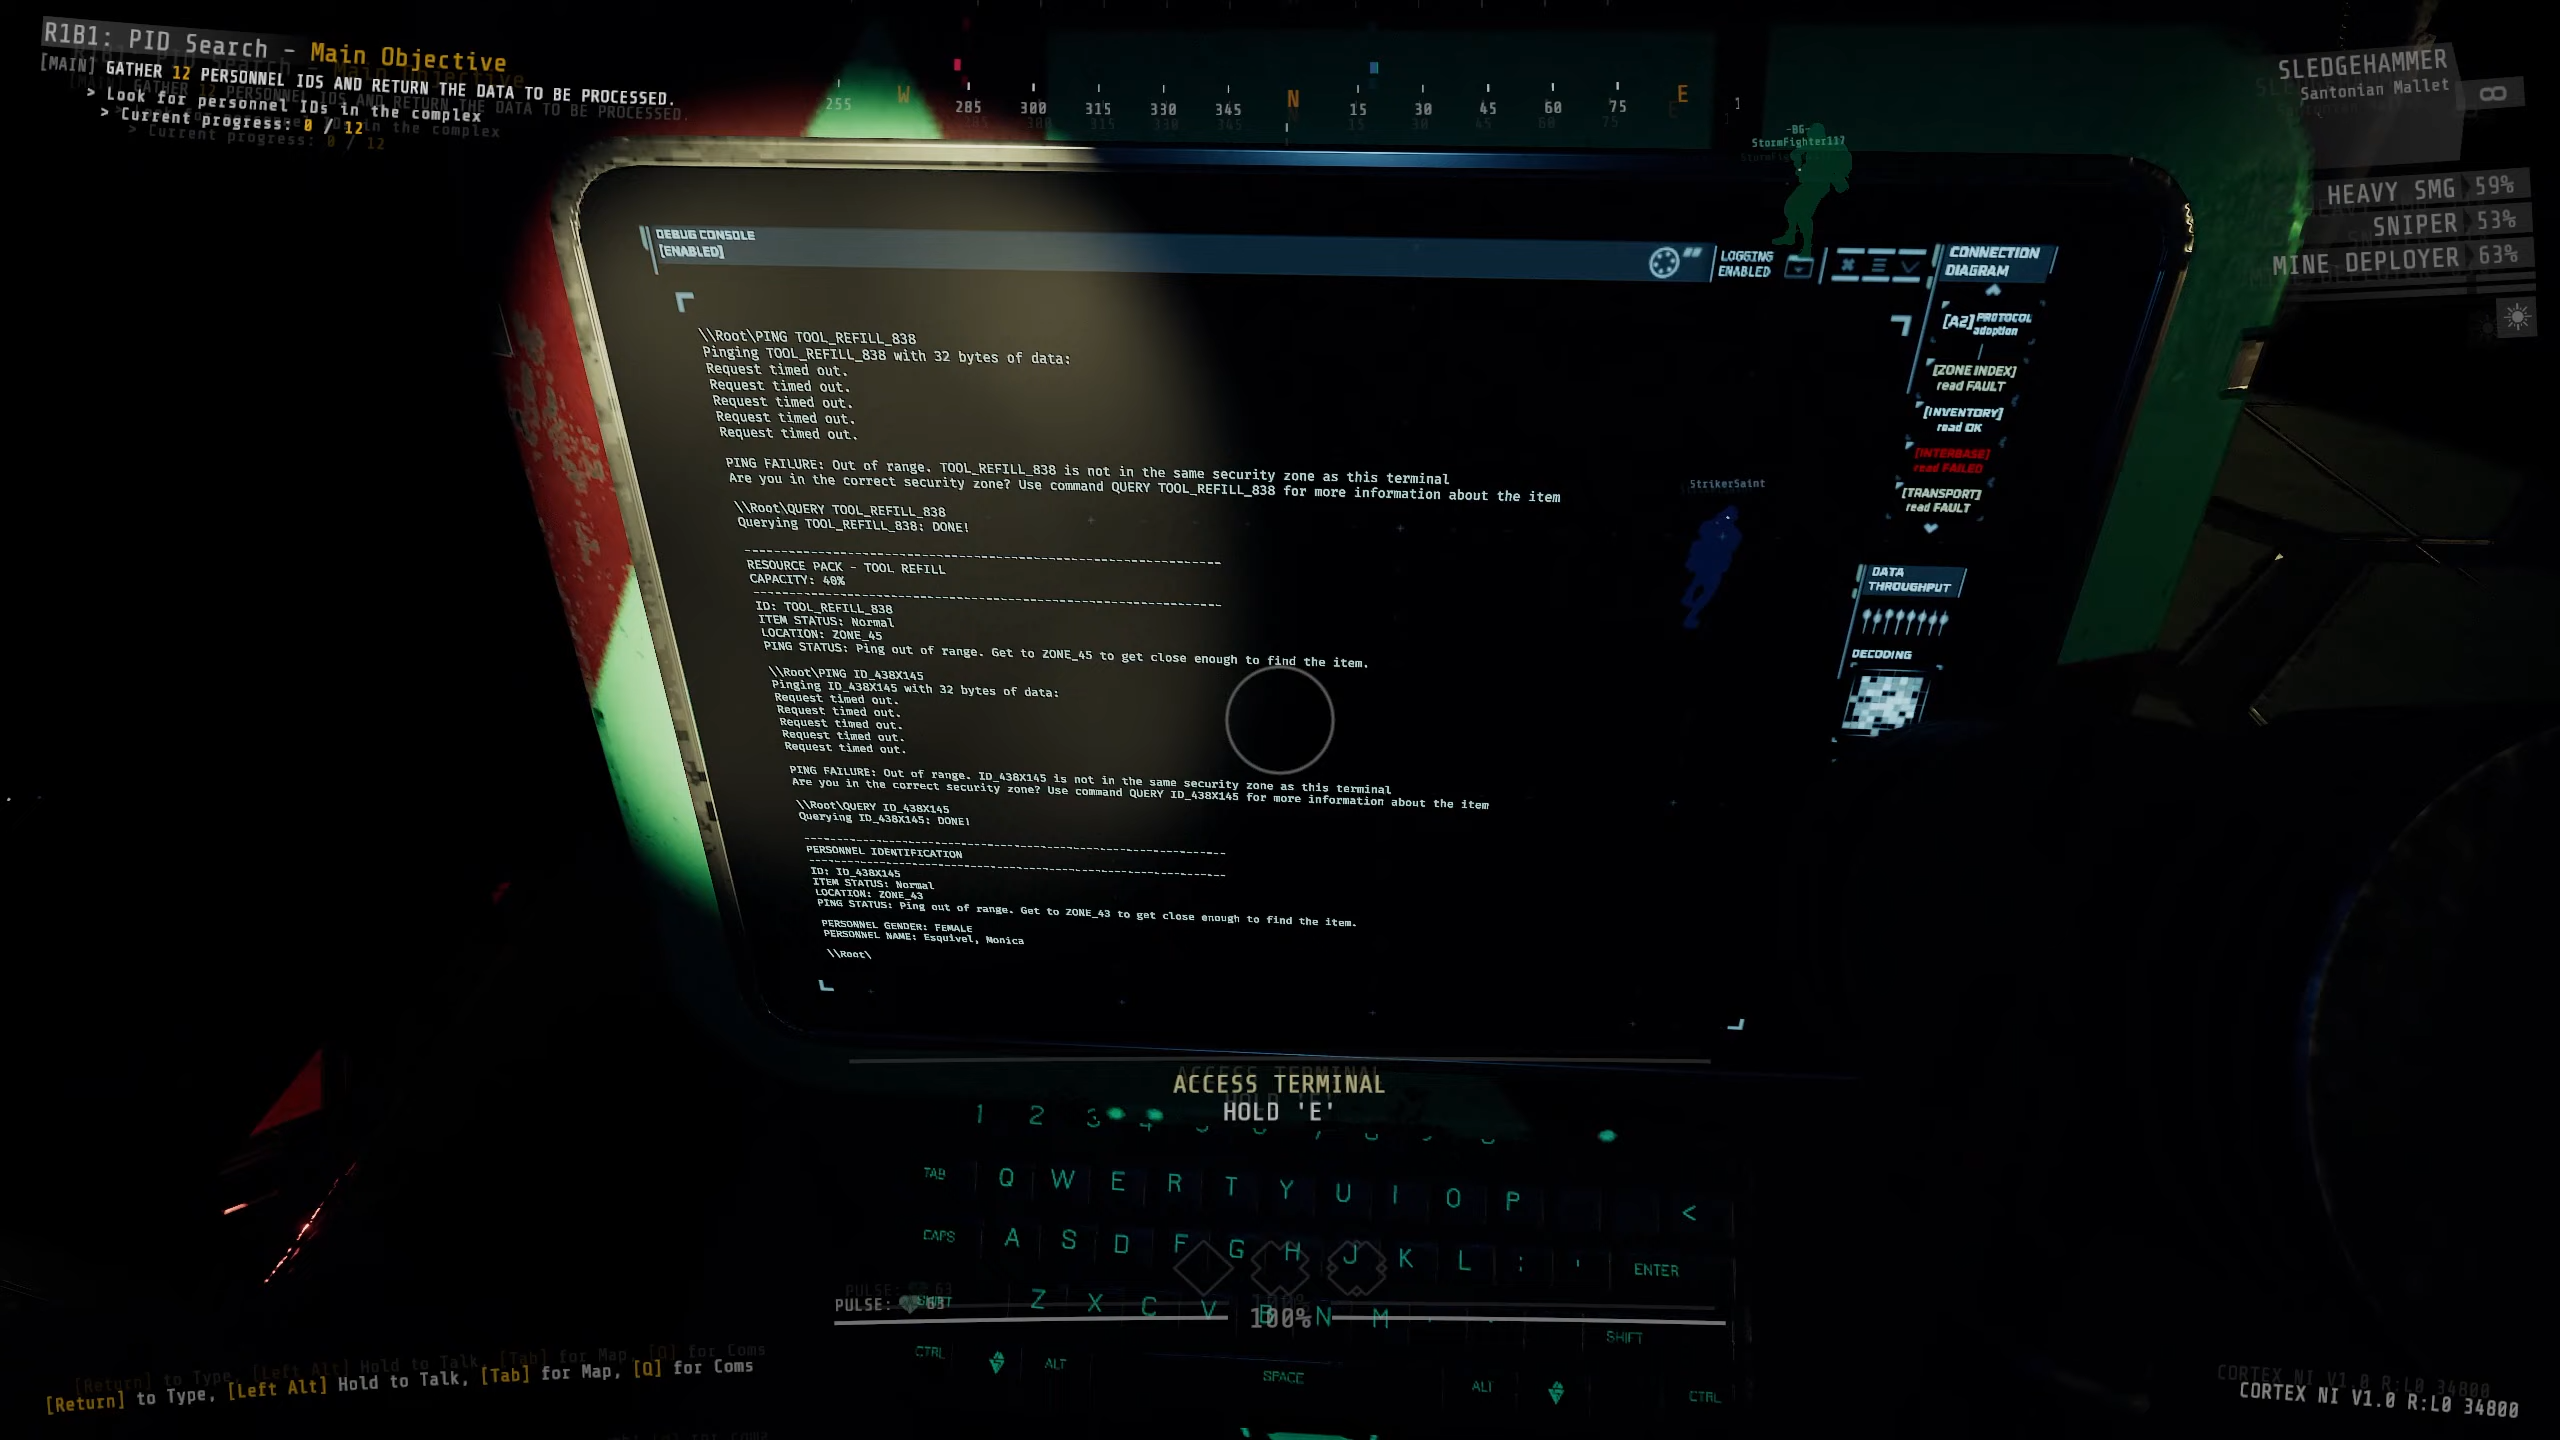 R1B1: PID Search - Main Objective
[MAIN] GATHER 12 PERSONNEL IDS AND RETURN THE DATA TO BE PROCESSED.
> Look for personnel IDs in the complex
> Current progress: 0 / 12
255 W 285 300 315 330 345 N 15 30 45 60 75 E
SLEDGEHAMMER
Santonian Mallet
8
HEAVY SMG 59%
SNIPER 53%
MINE DEPLOYER 63%
-BG-
StormFighter117
StrikerSaint
DEBUG CONSOLE
[ENABLED]
LOGGING
ENABLED
CONNECTION
DIAGRAM
[A2] PROTOCOL
adoption
[ZONE INDEX]
read FAULT
[INVENTORY]
read OK
[INTERBASE]
read FAILED
[TRANSPORT]
read FAULT
DATA
THROUGHPUT
DECODING
\\Root\PING TOOL_REFILL_838
Pinging TOOL_REFILL_838 with 32 bytes of data:
Request timed out.
Request timed out.
Request timed out.
Request timed out.
Request timed out.
PING FAILURE: Out of range. TOOL_REFILL_838 is not in the same security zone as this terminal
Are you in the correct security zone? Use command QUERY TOOL_REFILL_838 for more information about the item
\\Root\QUERY TOOL_REFILL_838
Querying TOOL_REFILL_838: DONE!
RESOURCE PACK - TOOL REFILL
CAPACITY: 40%
ID: TOOL_REFILL_838
ITEM STATUS: Normal
LOCATION: ZONE_45
PING STATUS: Ping out of range. Get to ZONE_45 to get close enough to find the item.
\\Root\PING ID_438X145
Pinging ID_438X145 with 32 bytes of data:
Request timed out.
Request timed out.
Request timed out.
Request timed out.
Request timed out.
PING FAILURE: Out of range. ID_438X145 is not in the same security zone as this terminal
Are you in the correct security zone? Use command QUERY ID_438X145 for more information about the item
\\Root\QUERY ID_438X145
Querying ID_438X145: DONE!
PERSONNEL IDENTIFICATION
ID: ID_438X145
ITEM STATUS: Normal
LOCATION: ZONE_43
PING STATUS: Ping out of range. Get to ZONE_43 to get close enough to find the item.
PERSONNEL GENDER: FEMALE
PERSONNEL NAME: Esquivel, Monica
\\Root\
ACCESS TERMINAL
HOLD 'E'
1 2 3
TAB Q W E R T Y U I O P <
CAPS A S D F G H J K L ; ' ENTER
Z X C V B N M
SHIFT
PULSE: 63
100%
CTRL ALT SPACE ALT CTRL
[Return] to Type, [Left Alt] Hold to Talk, [Tab] for Map, [Q] for Coms
CORTEX NI V1.0 R:L0 34800